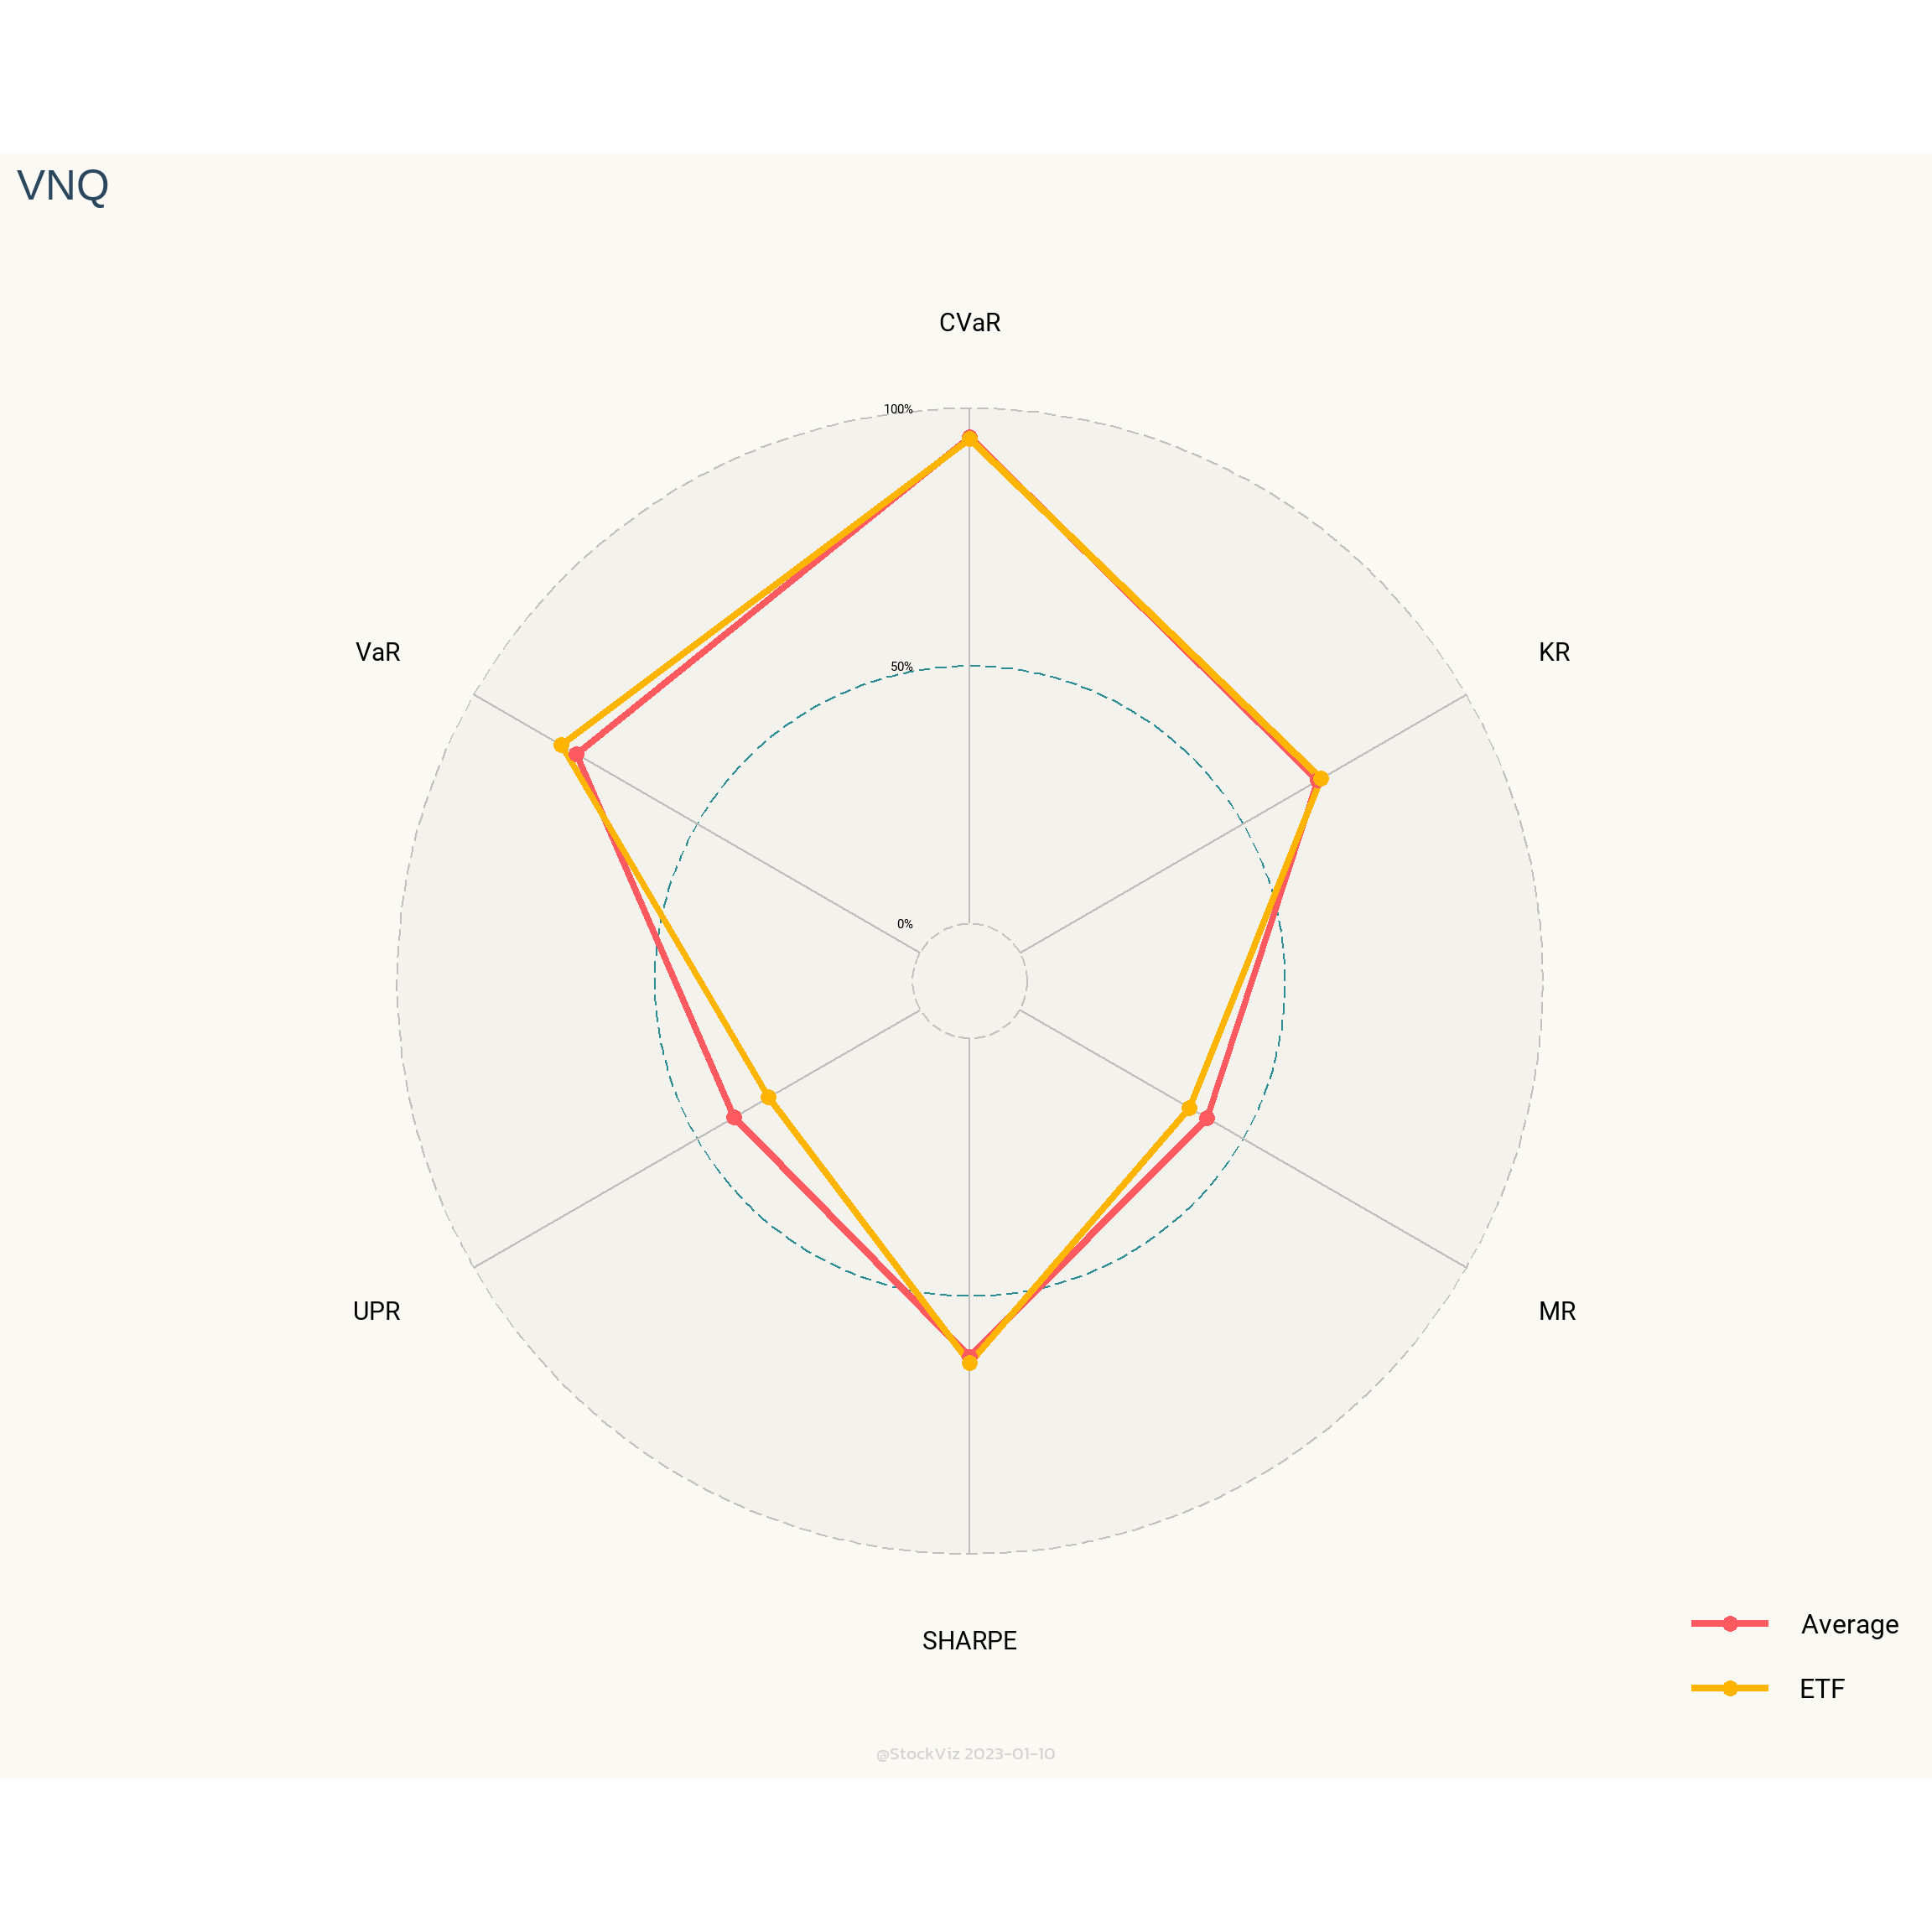 VNQ
CVaR
100%
KR
50%
VaR
0%
UPR
MR
SHARPE
Average
ETF
@StockViz 2023-01-10